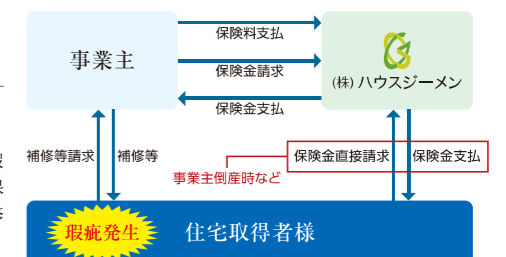 保険料支払
事業主
保険金請求
(株) ハウスジーメン
保険金支払
補修等請求
補修等
保険金直接請求
保険金支払
事業主倒産時など
瑕疵発生
住宅取得者様